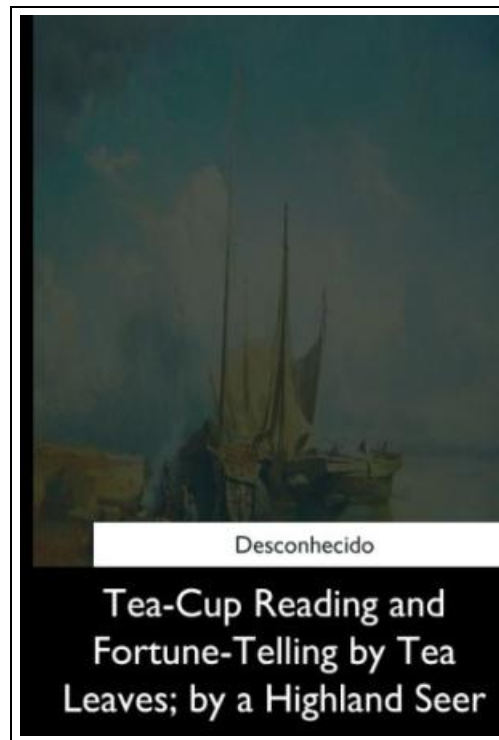 Desconhecido
Tea-Cup Reading and
Fortune-Telling by Tea
Leaves; by a Highland Seer